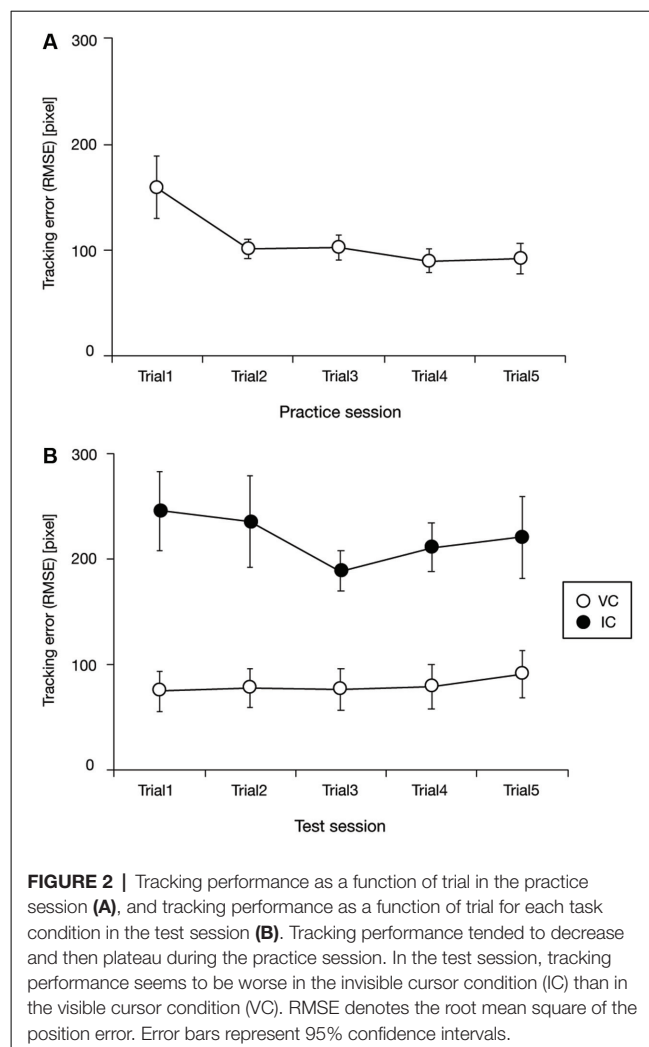 A
300
200
100
0
Tracking error (RMSE) [pixel]
Trial1 Trial2 Trial3 Trial4 Trial5
Practice session
B
300
200
100
0
Tracking error (RMSE) [pixel]
VC
IC
Trial1 Trial2 Trial3 Trial4 Trial5
Test session
FIGURE 2 | Tracking performance as a function of trial in the practice
session (A), and tracking performance as a function of trial for each task
condition in the test session (B). Tracking performance tended to decrease
and then plateau during the practice session. In the test session, tracking
performance seems to be worse in the invisible cursor condition (IC) than in
the visible cursor condition (VC). RMSE denotes the root mean square of the
position error. Error bars represent 95% confidence intervals.